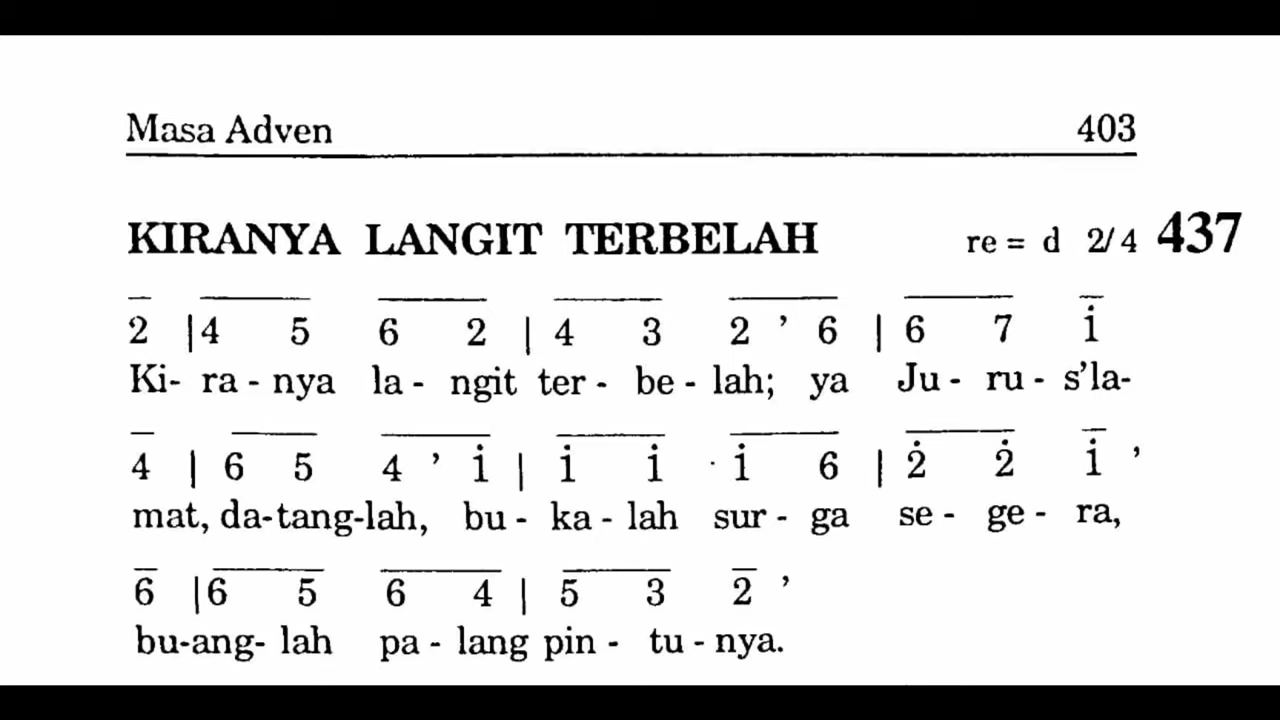 Masa Adven 403
KIRANYA LANGIT TERBELAH re = d 2/4 437
2 | 4 5 6 2 | 4 3 2 ’ 6 | 6 7 i
Ki- ra - nya la - ngit ter - be - lah; ya Ju - ru - s’la-
4 | 6 5 4 ’ i | i i · i 6 | 2̇ 2̇ i ’
mat, da-tang-lah, bu - ka - lah sur - ga se - ge - ra,
6 | 6 5 6 4 | 5 3 2 ’
bu-ang- lah pa - lang pin - tu - nya.